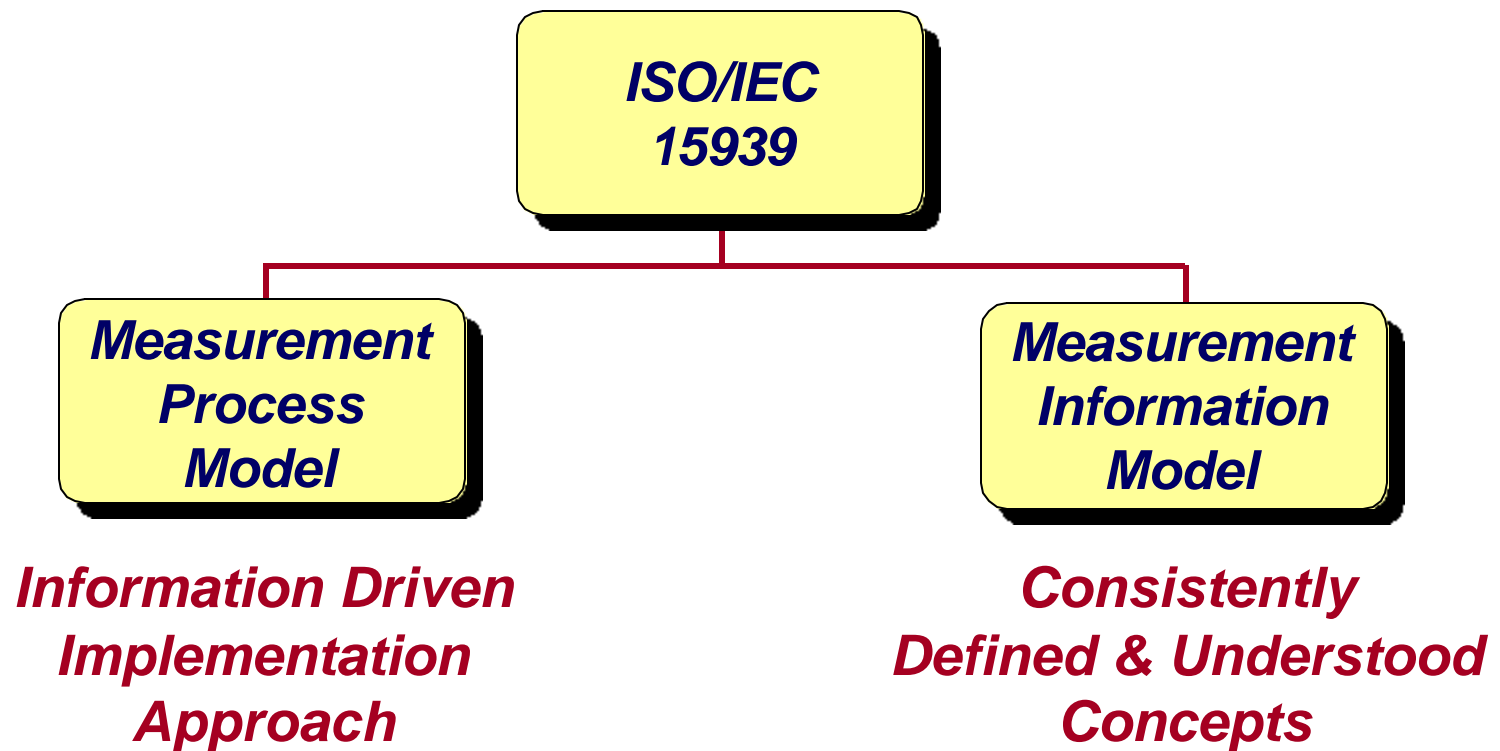 ISO/IEC
15939
Measurement
Process
Model
Measurement
Information
Model
Information Driven
Implementation
Approach
Consistently
Defined & Understood
Concepts